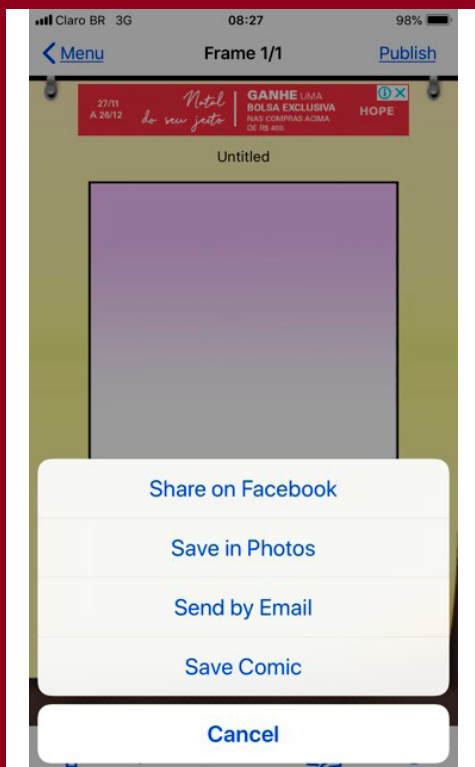 Claro BR 3G 08:27 98%
Menu Frame 1/1 Publish
27/11
A 26/12
Natal
do seu jeito
GANHE UMA
BOLSA EXCLUSIVA
NAS COMPRAS ACIMA
DE R$ 400.
HOPE
Untitled
Share on Facebook
Save in Photos
Send by Email
Save Comic
Cancel